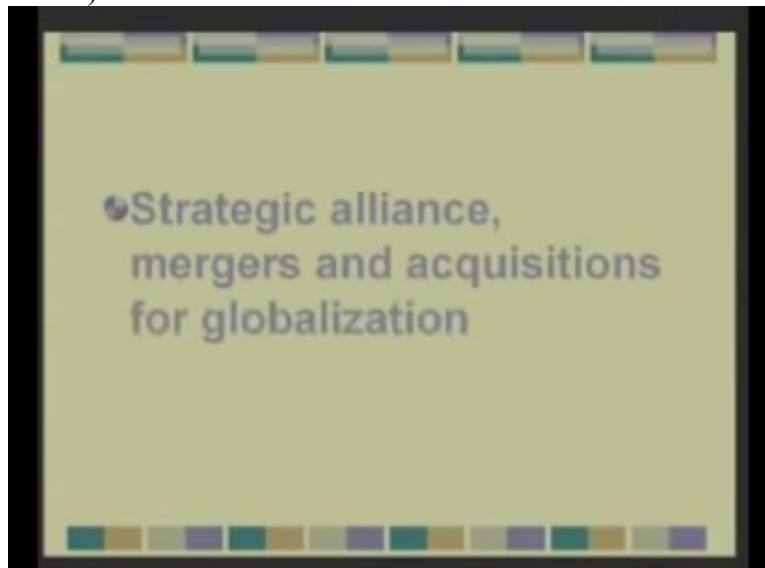 Strategic alliance,
mergers and acquisitions
for globalization